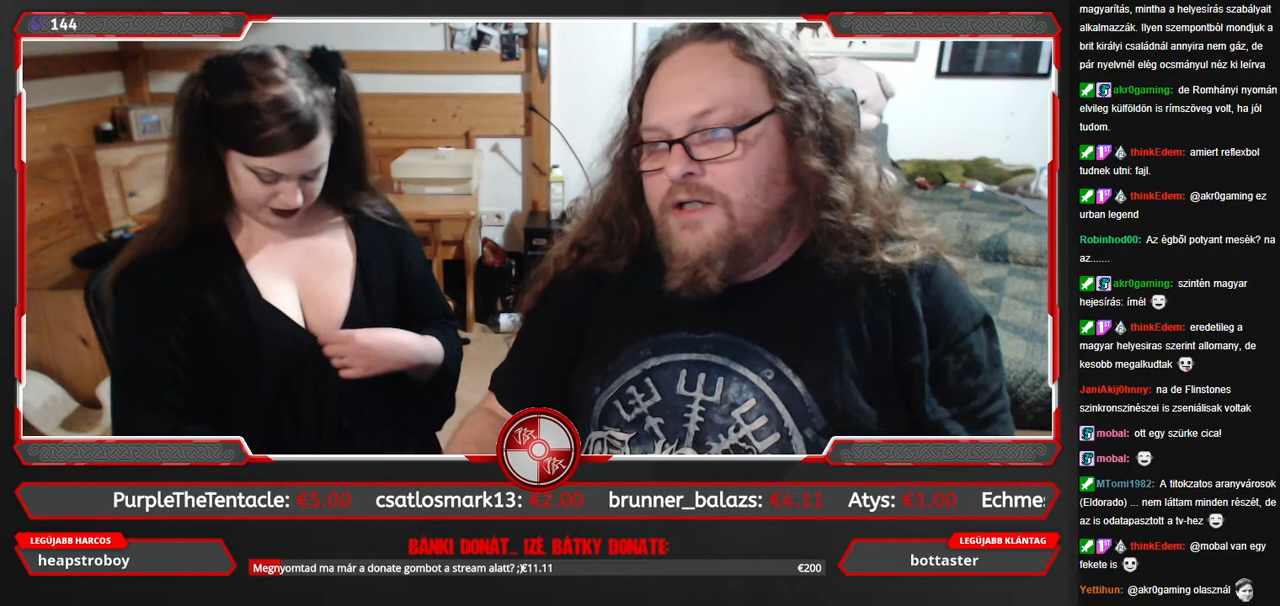 144
magyarítás, mintha a helyesírás szabályait
alkalmazzák. Ilyen szempontból mondjuk a
brit királyi családnál annyira nem gáz, de
pár nyelvnél elég ocsmányul néz ki leírva
akr0gaming: de Romhányi nyomán
elvileg külföldön is rímszöveg volt, ha jól
tudom.
thinkEdem: amiert reflexbol
tudnek utni: fajl.
thinkEdem: @akr0gaming ez
urban legend
Robinhod00: Az égből potyant mesék? na
az.......
akr0gaming: szintén magyar
hejesírás: ímél
thinkEdem: eredetileg a
magyar helyesiras szerint allomany, de
kesobb megalkudtak
JaniAkij0hnny: na de Flinstones
szinkronszinészei is zseniálisak voltak
mobal: ott egy szürke cica!
mobal:
MTomi1982: A titokzatos aranyvárosok
(Eldorado) ... nem láttam minden részét, de
az is odatapasztott a tv-hez
thinkEdem: @mobal van egy
fekete is
Yettihun: @akr0gaming olasznál
PurpleTheTentacle: €5.00 csatlosmark13: €2.00 brunner_balazs: €4.11 Atys: €1.00 Echmes
LEGÚJABB HARCOS
heapstroboy
BÁNKI DONÁT... IZÉ BÁTKY DONATE:
Megnyomtad ma már a donate gombot a stream alatt? ;)€11.11
€200
LEGÚJABB KLÁNTAG
bottaster